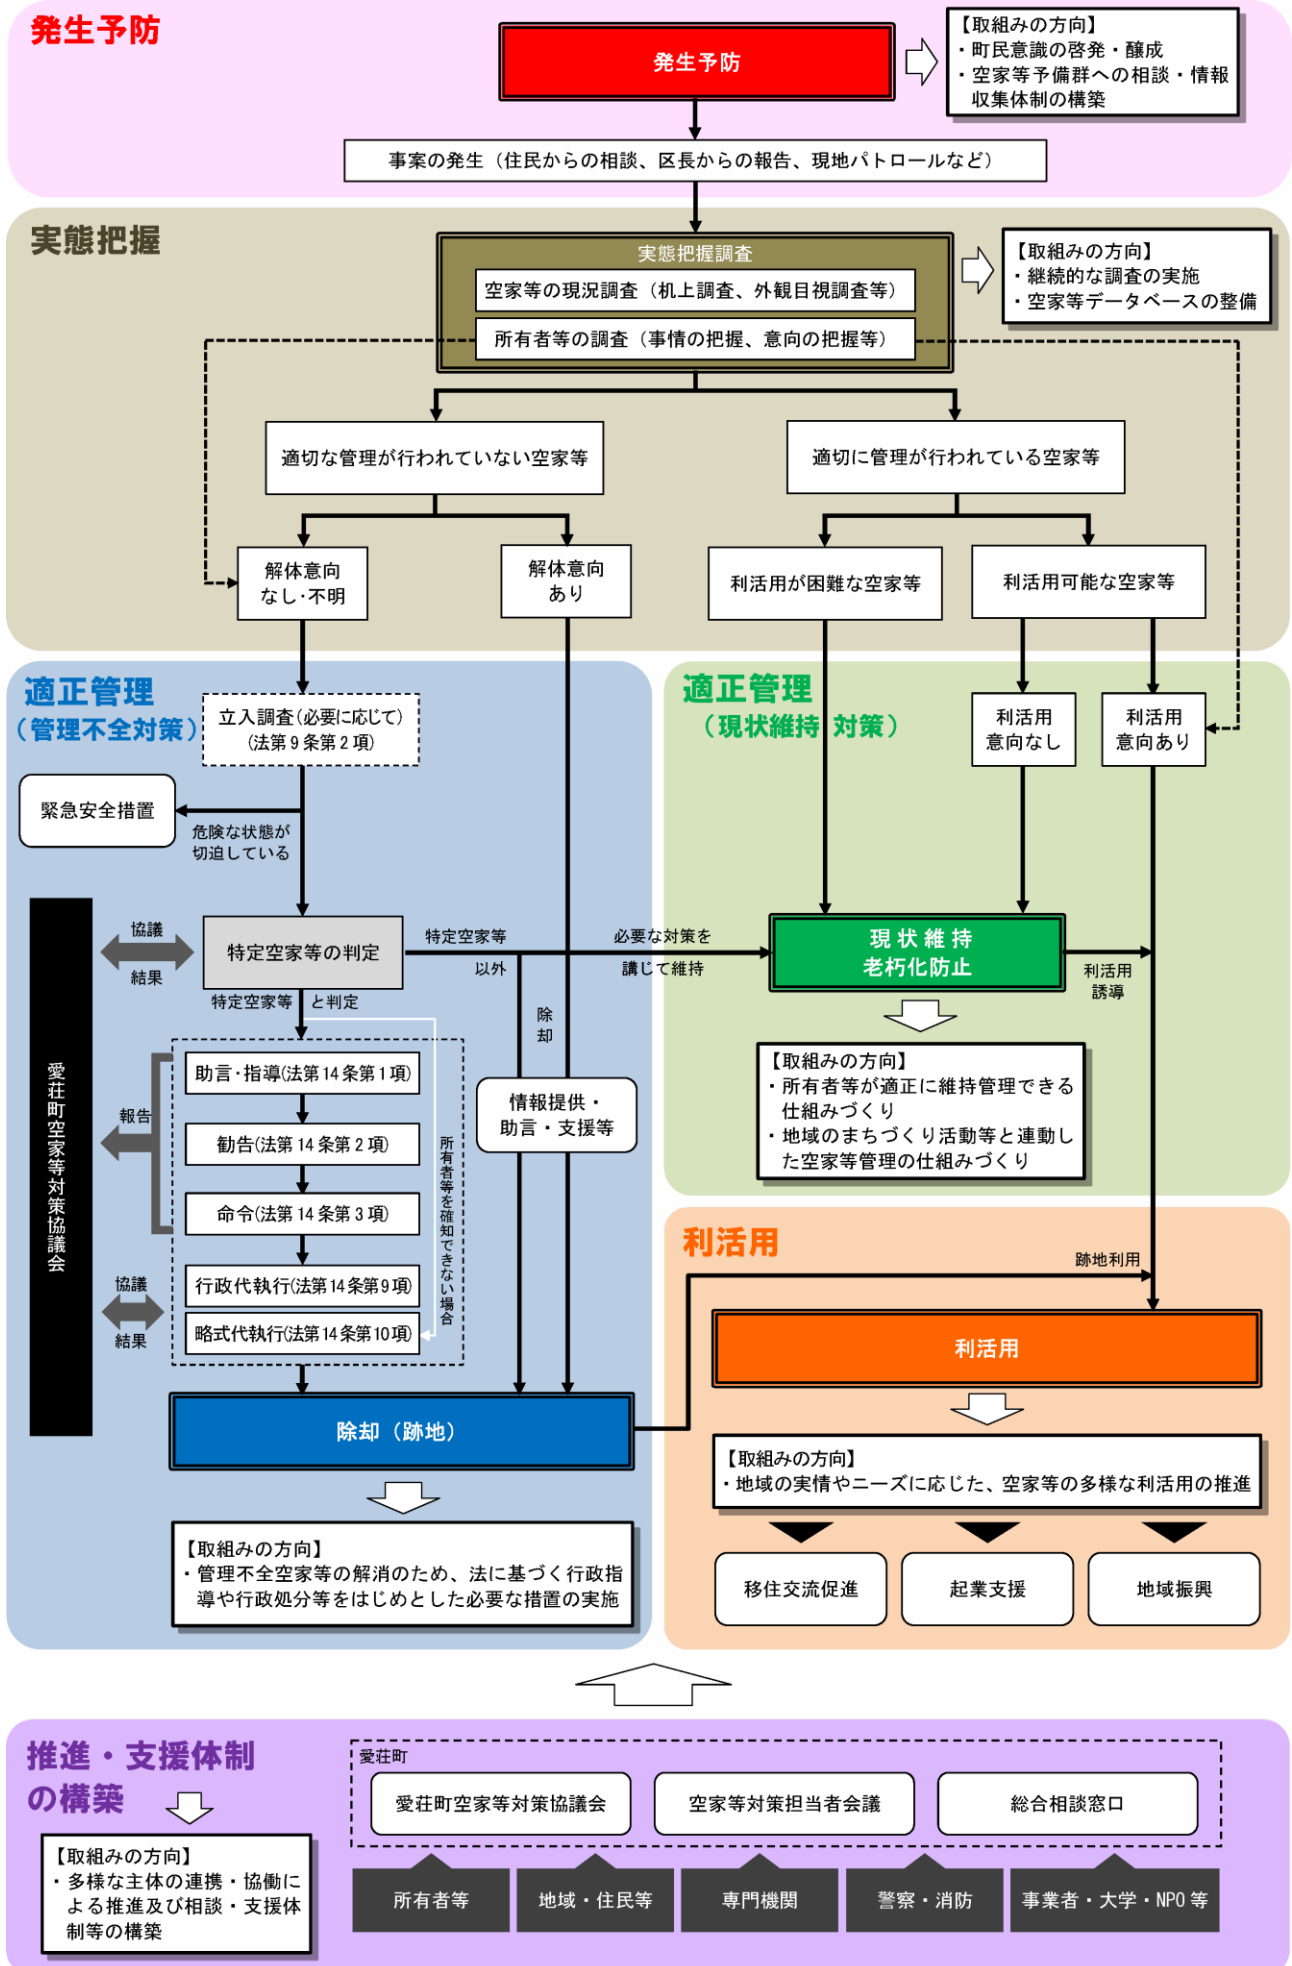 発生予防
発生予防
【取組みの方向】
・町民意識の啓発・醸成
・空家等予備群への相談・情報
収集体制の構築
事案の発生（住民からの相談、区長からの報告、現地パトロールなど）
実態把握
実態把握調査
空家等の現況調査（机上調査、外観目視調査等）
所有者等の調査（事情の把握、意向の把握等）
【取組みの方向】
・継続的な調査の実施
・空家等データベースの整備
適切な管理が行われていない空家等
適切に管理が行われている空家等
解体意向
なし・不明
解体意向
あり
利活用が困難な空家等
利活用可能な空家等
適正管理
（管理不全対策）
立入調査（必要に応じて）
（法第9条第2項）
緊急安全措置
危険な状態が
切迫している
適正管理
（現状維持 対策）
利活用
意向なし
利活用
意向あり
協議
結果
特定空家等の判定
特定空家等
以外
必要な対策を
講じて維持
現状維持
老朽化防止
利活用
誘導
特定空家等 と判定
除却
愛荘町空家等対策協議会
報告
助言・指導(法第14条第1項)
勧告(法第14条第2項)
命令(法第14条第3項)
行政代執行(法第14条第9項)
略式代執行(法第14条第10項)
所有者等を確知できない場合
協議
結果
情報提供・
助言・支援等
【取組みの方向】
・所有者等が適正に維持管理できる
仕組みづくり
・地域のまちづくり活動等と連動し
た空家等管理の仕組みづくり
利活用
跡地利用
利活用
除却（跡地）
【取組みの方向】
・管理不全空家等の解消のため、法に基づく行政指
導や行政処分等をはじめとした必要な措置の実施
【取組みの方向】
・地域の実情やニーズに応じた、空家等の多様な利活用の推進
移住交流促進
起業支援
地域振興
推進・支援体制
の構築
【取組みの方向】
・多様な主体の連携・協働に
よる推進及び相談・支援体
制等の構築
愛荘町
愛荘町空家等対策協議会
空家等対策担当者会議
総合相談窓口
所有者等
地域・住民等
専門機関
警察・消防
事業者・大学・NPO等